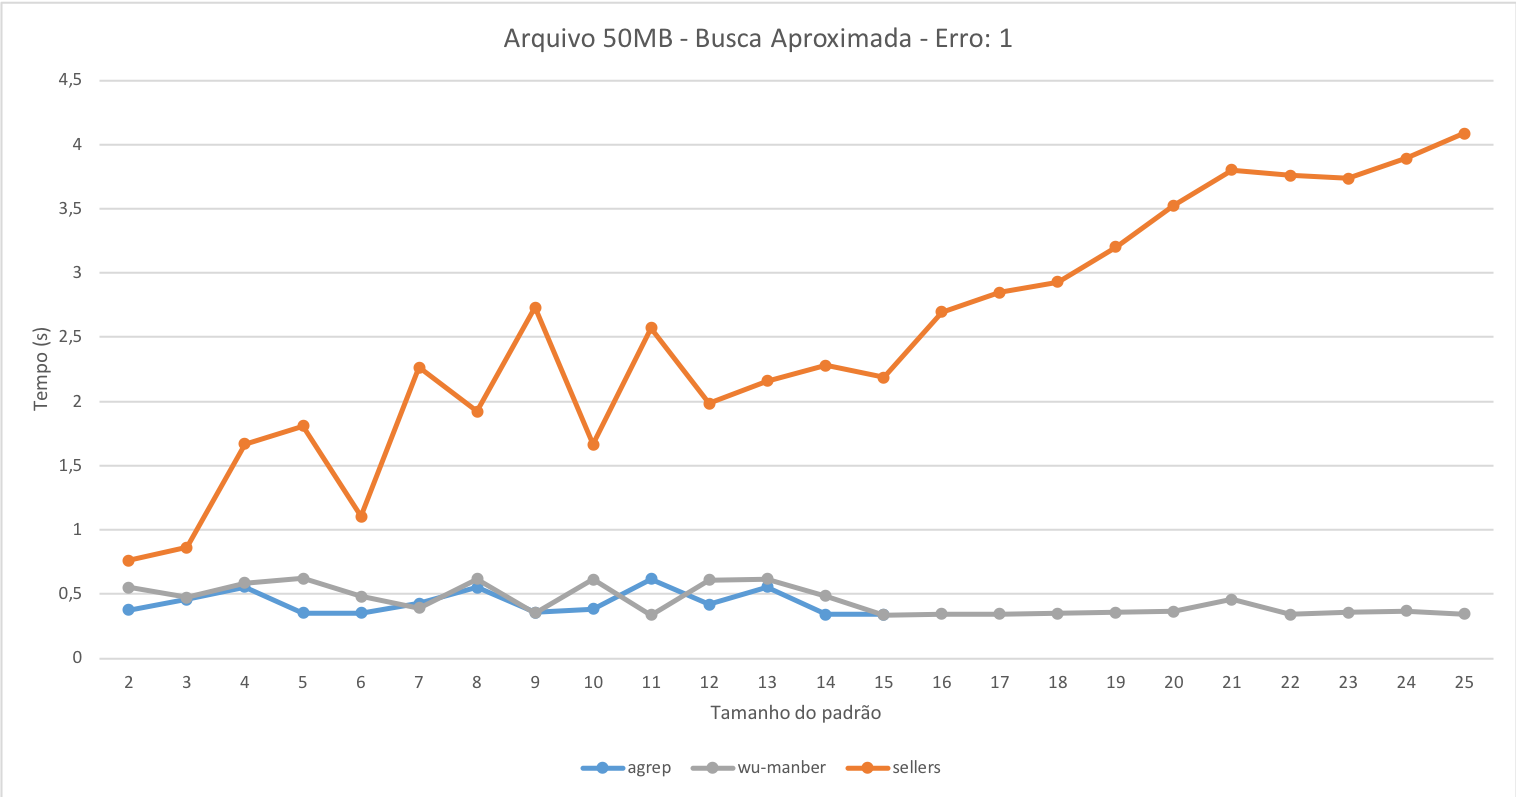 Arquivo 50MB - Busca Aproximada - Erro: 1
4,5
4
3,5
3
2,5
2
1,5
1
0,5
0
Tempo (s)
2 3 4 5 6 7 8 9 10 11 12 13 14 15 16 17 18 19 20 21 22 23 24 25
Tamanho do padrão
agrep wu-manber sellers